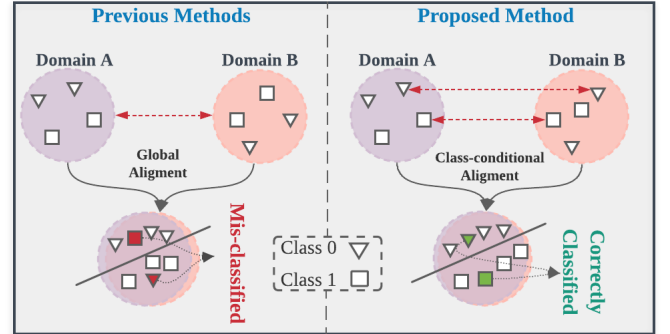 Previous Methods
Domain A
Domain B
Global
Aligment
Mis-classified
Class 0
Class 1
Proposed Method
Domain A
Domain B
Class-conditional
Aligment
Correctly
Classified